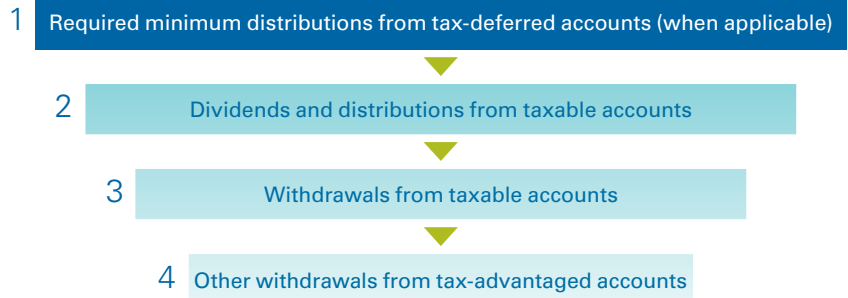 1 Required minimum distributions from tax-deferred accounts (when applicable)
2 Dividends and distributions from taxable accounts
3 Withdrawals from taxable accounts
4 Other withdrawals from tax-advantaged accounts